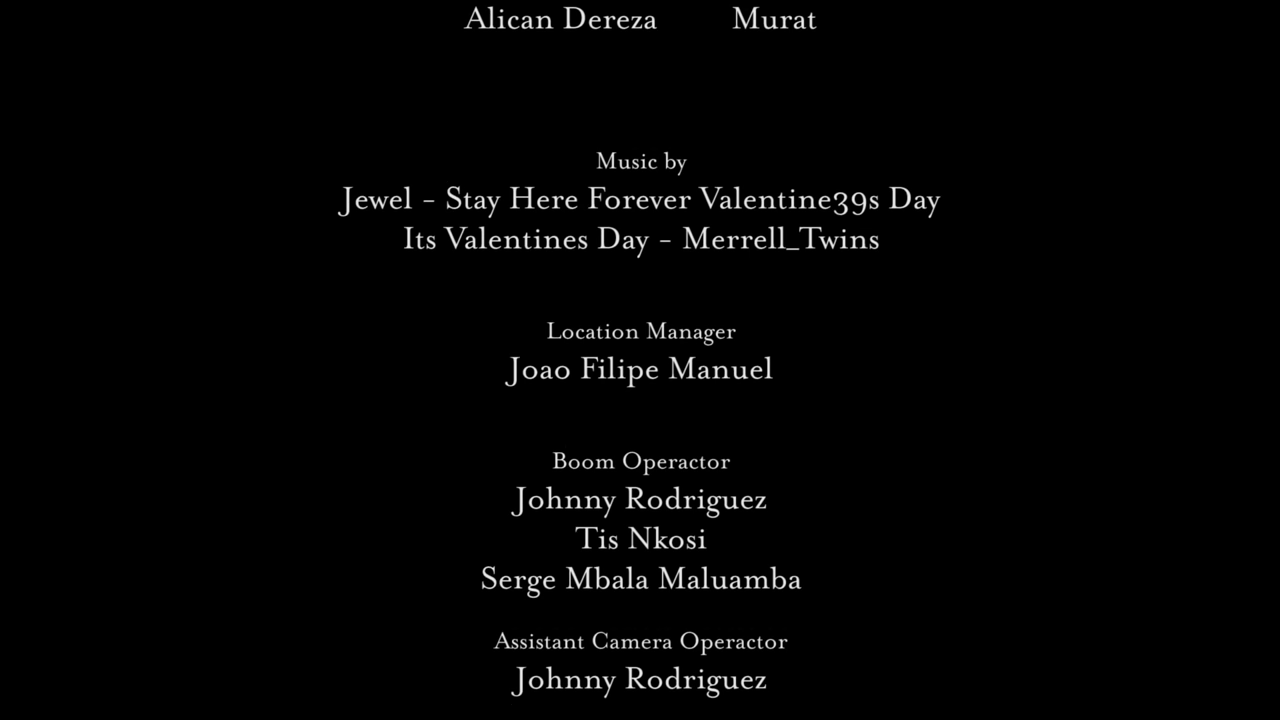 Alican Dereza Murat
Music by
Jewel - Stay Here Forever Valentine39s Day
Its Valentines Day - Merrell_Twins
Location Manager
Joao Filipe Manuel
Boom Operactor
Johnny Rodriguez
Tis Nkosi
Serge Mbala Maluamba
Assistant Camera Operactor
Johnny Rodriguez